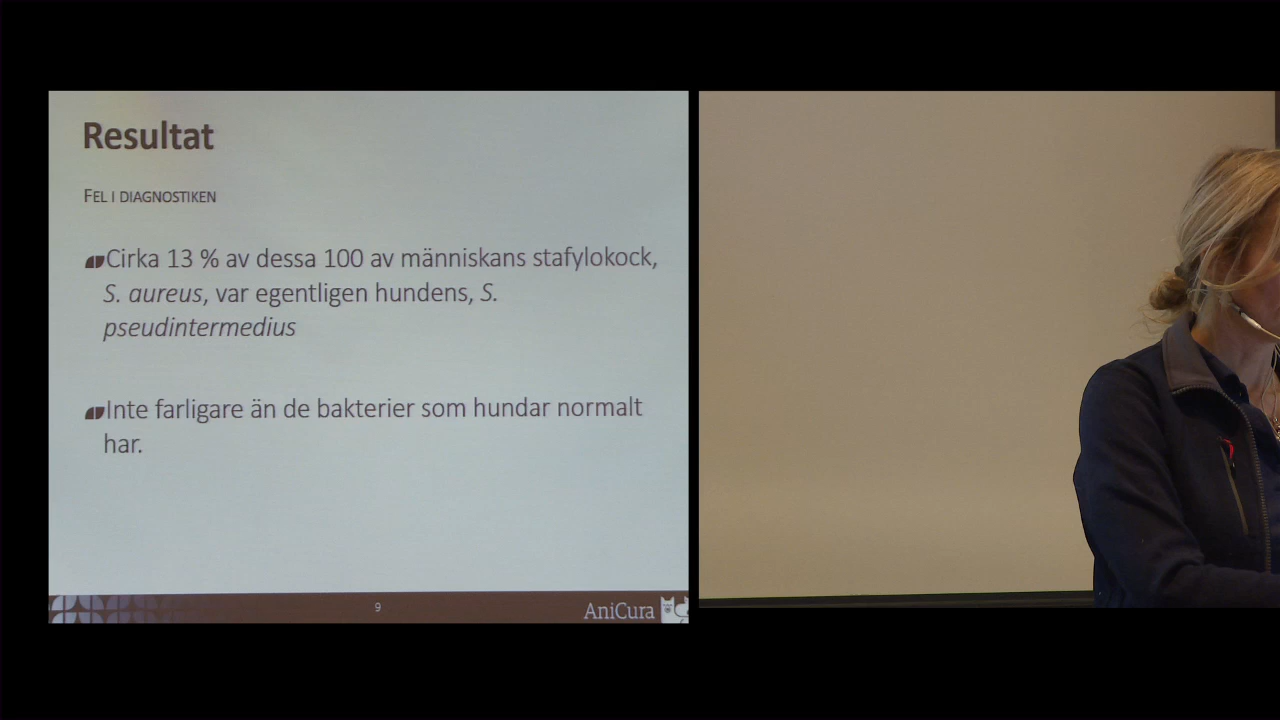 Resultat
FEL I DIAGNOSTIKEN
Cirka 13 % av dessa 100 av människans stafylokock,
S. aureus, var egentligen hundens, S.
pseudintermedius
Inte farligare än de bakterier som hundar normalt
har.
9
AniCura